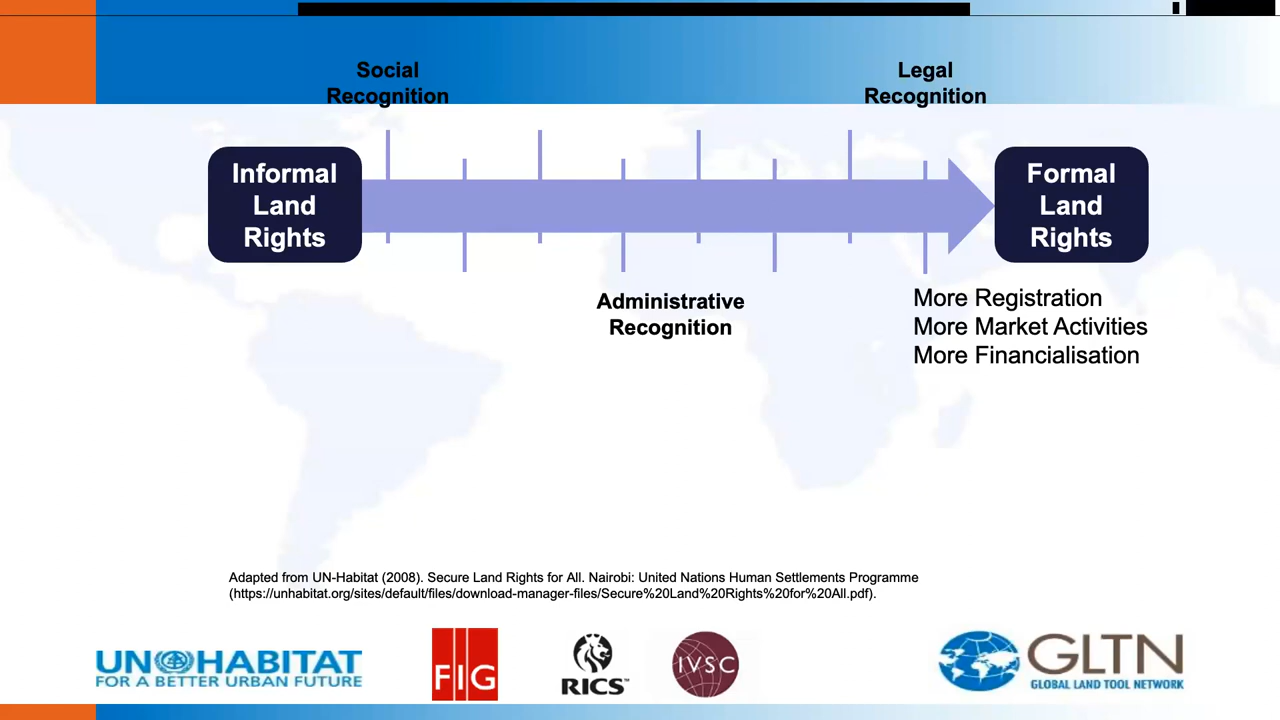 Social
Recognition
Legal
Recognition
Informal
Land
Rights
Formal
Land
Rights
Administrative
Recognition
More Registration
More Market Activities
More Financialisation
Adapted from UN-Habitat (2008). Secure Land Rights for All. Nairobi: United Nations Human Settlements Programme
(https://unhabitat.org/sites/default/files/download-manager-files/Secure%20Land%20Rights%20for%20All.pdf).
UN HABITAT
FOR A BETTER URBAN FUTURE
FIG
RICS™
IVSC
GLTN
GLOBAL LAND TOOL NETWORK